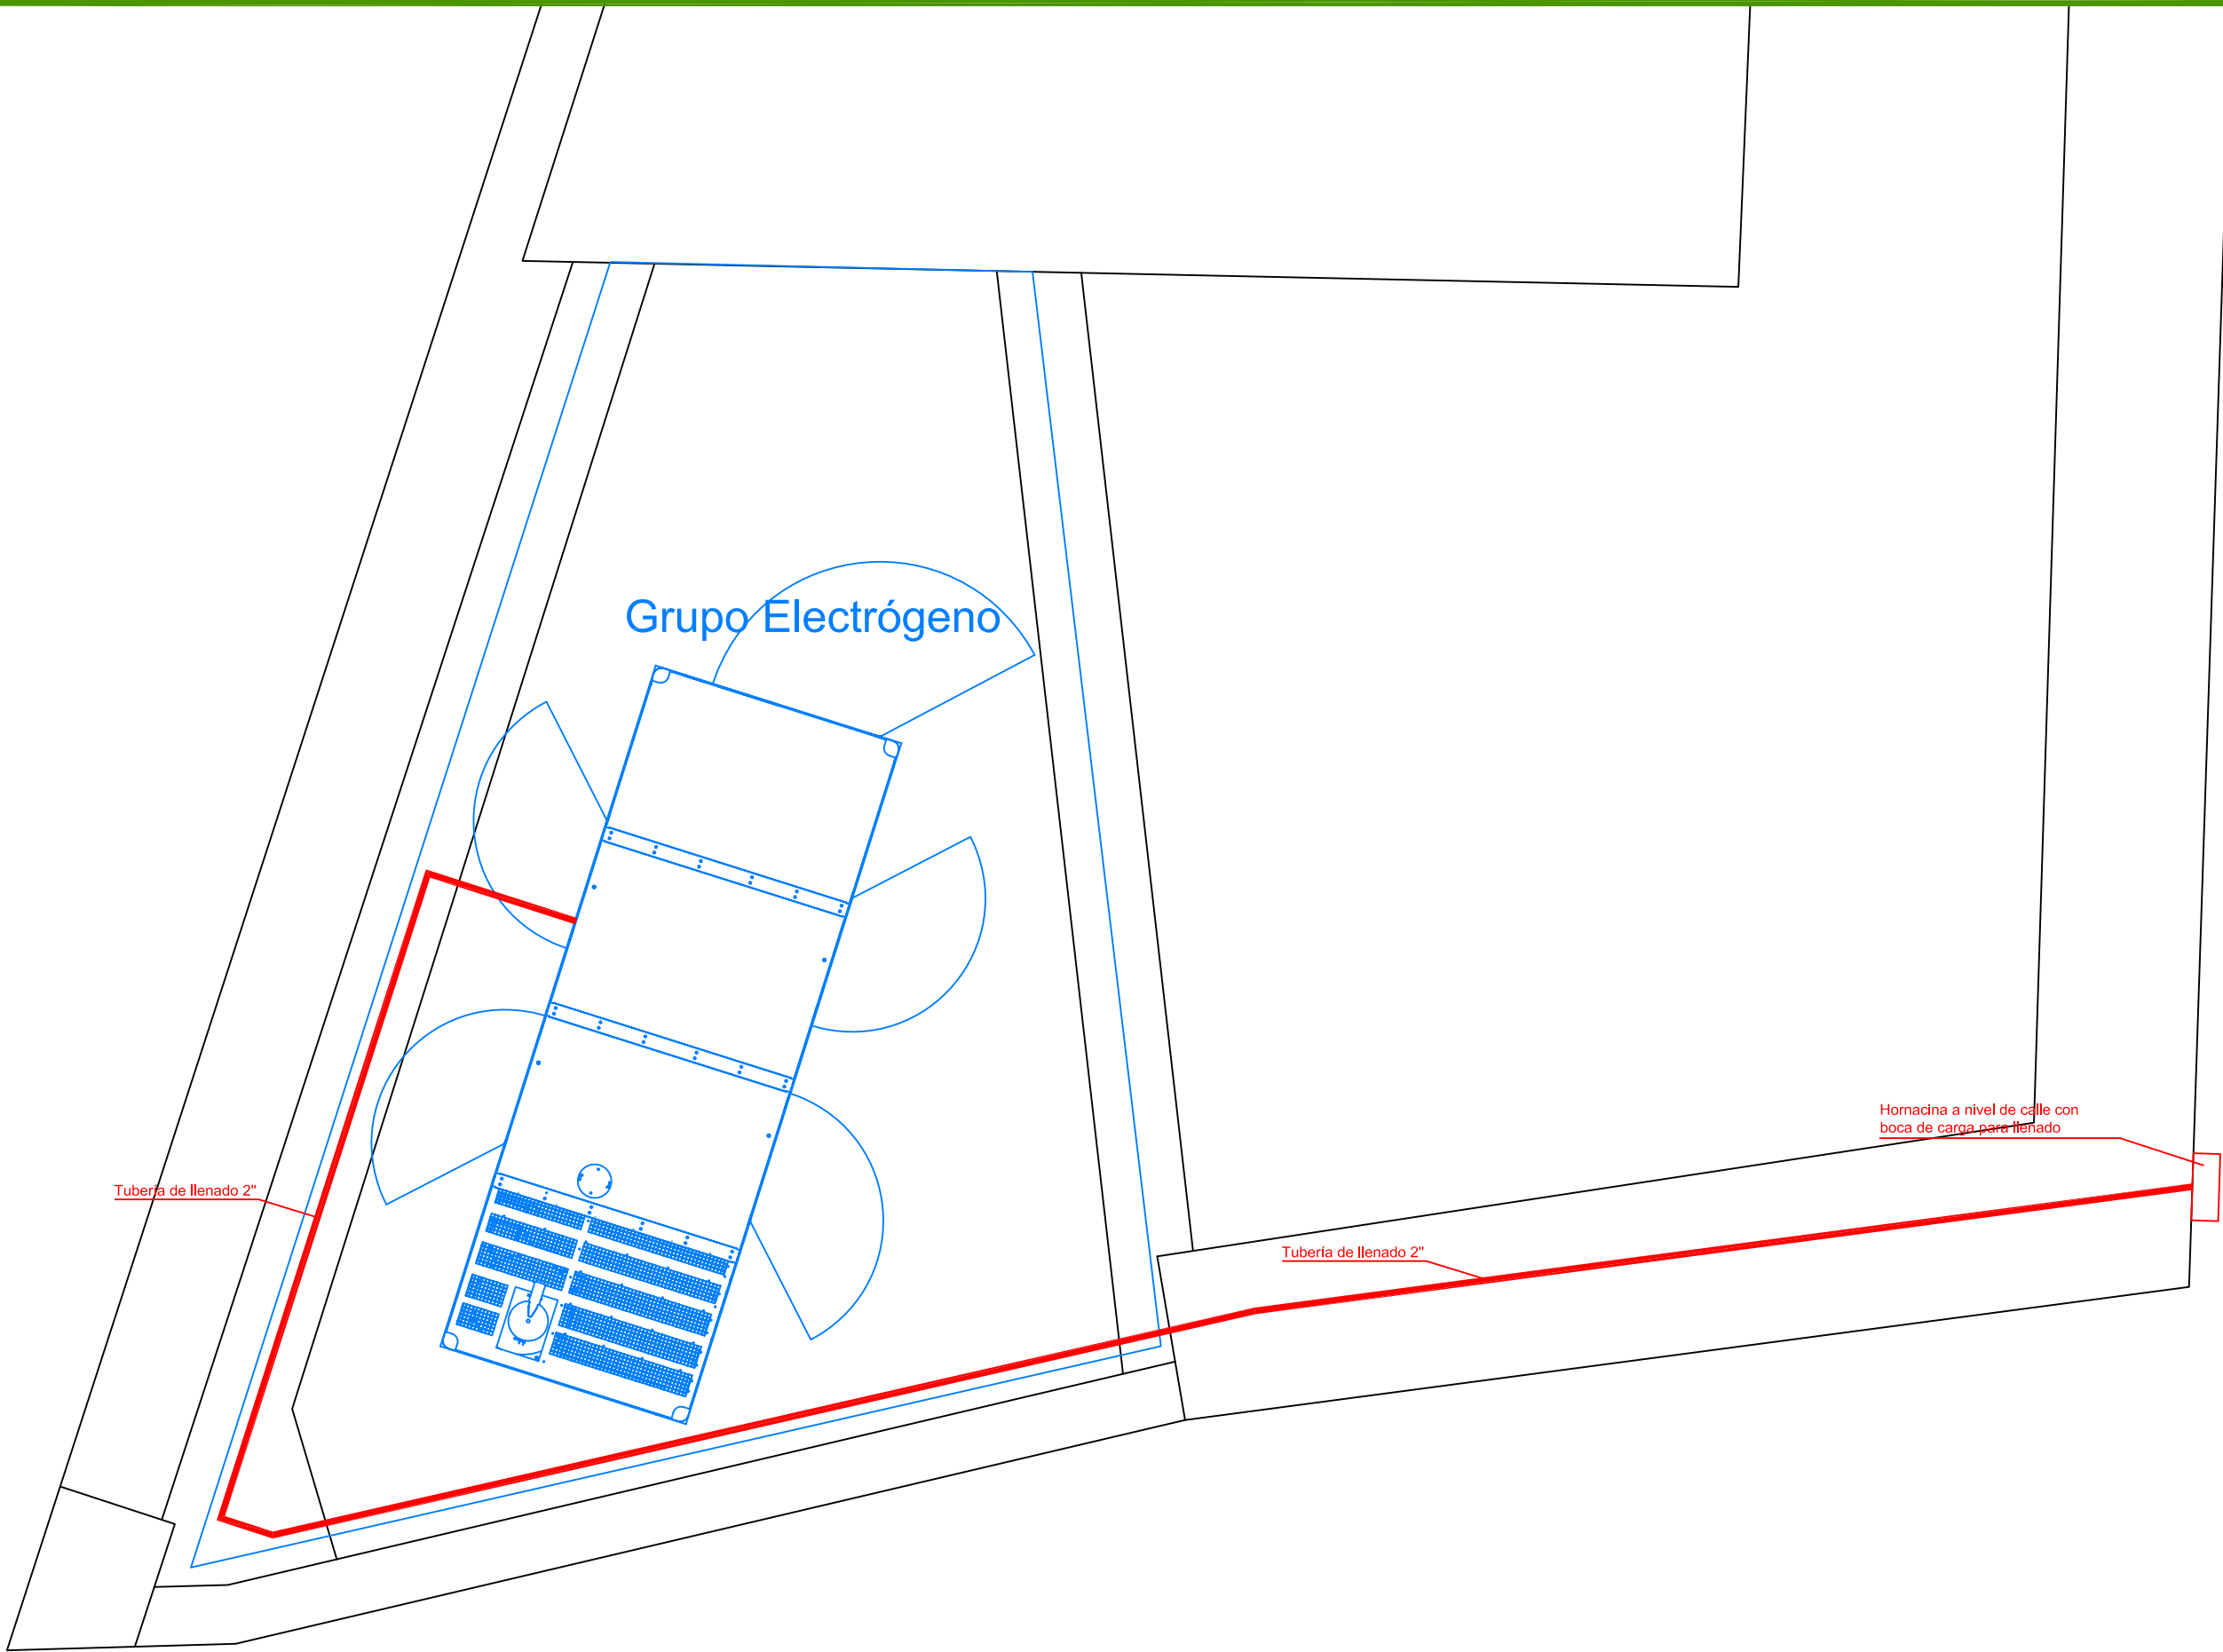 Grupo Electrógeno
Hornacina a nivel de calle con
boca de carga para llenado
Tubería de llenado 2"
Tubería de llenado 2"